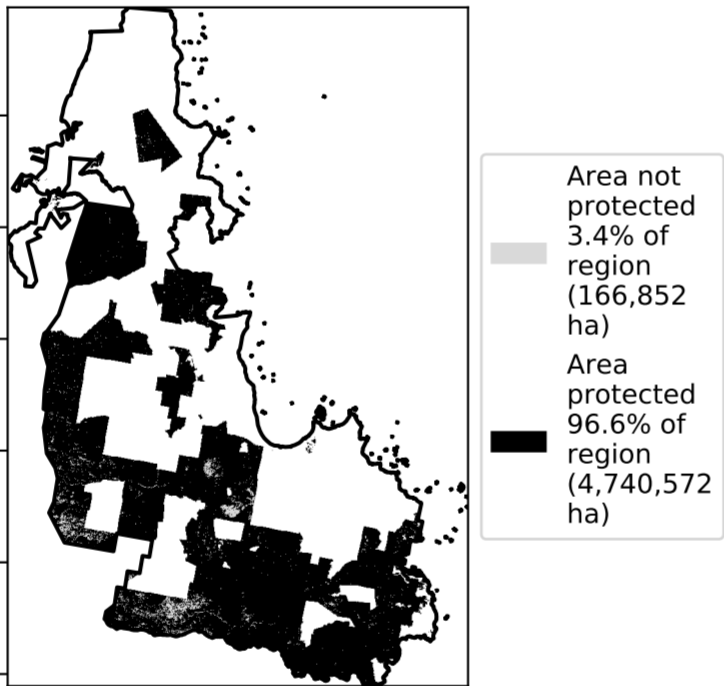 Area not
protected
3.4% of
region
(166,852
ha)
Area
protected
96.6% of
region
(4,740,572
ha)